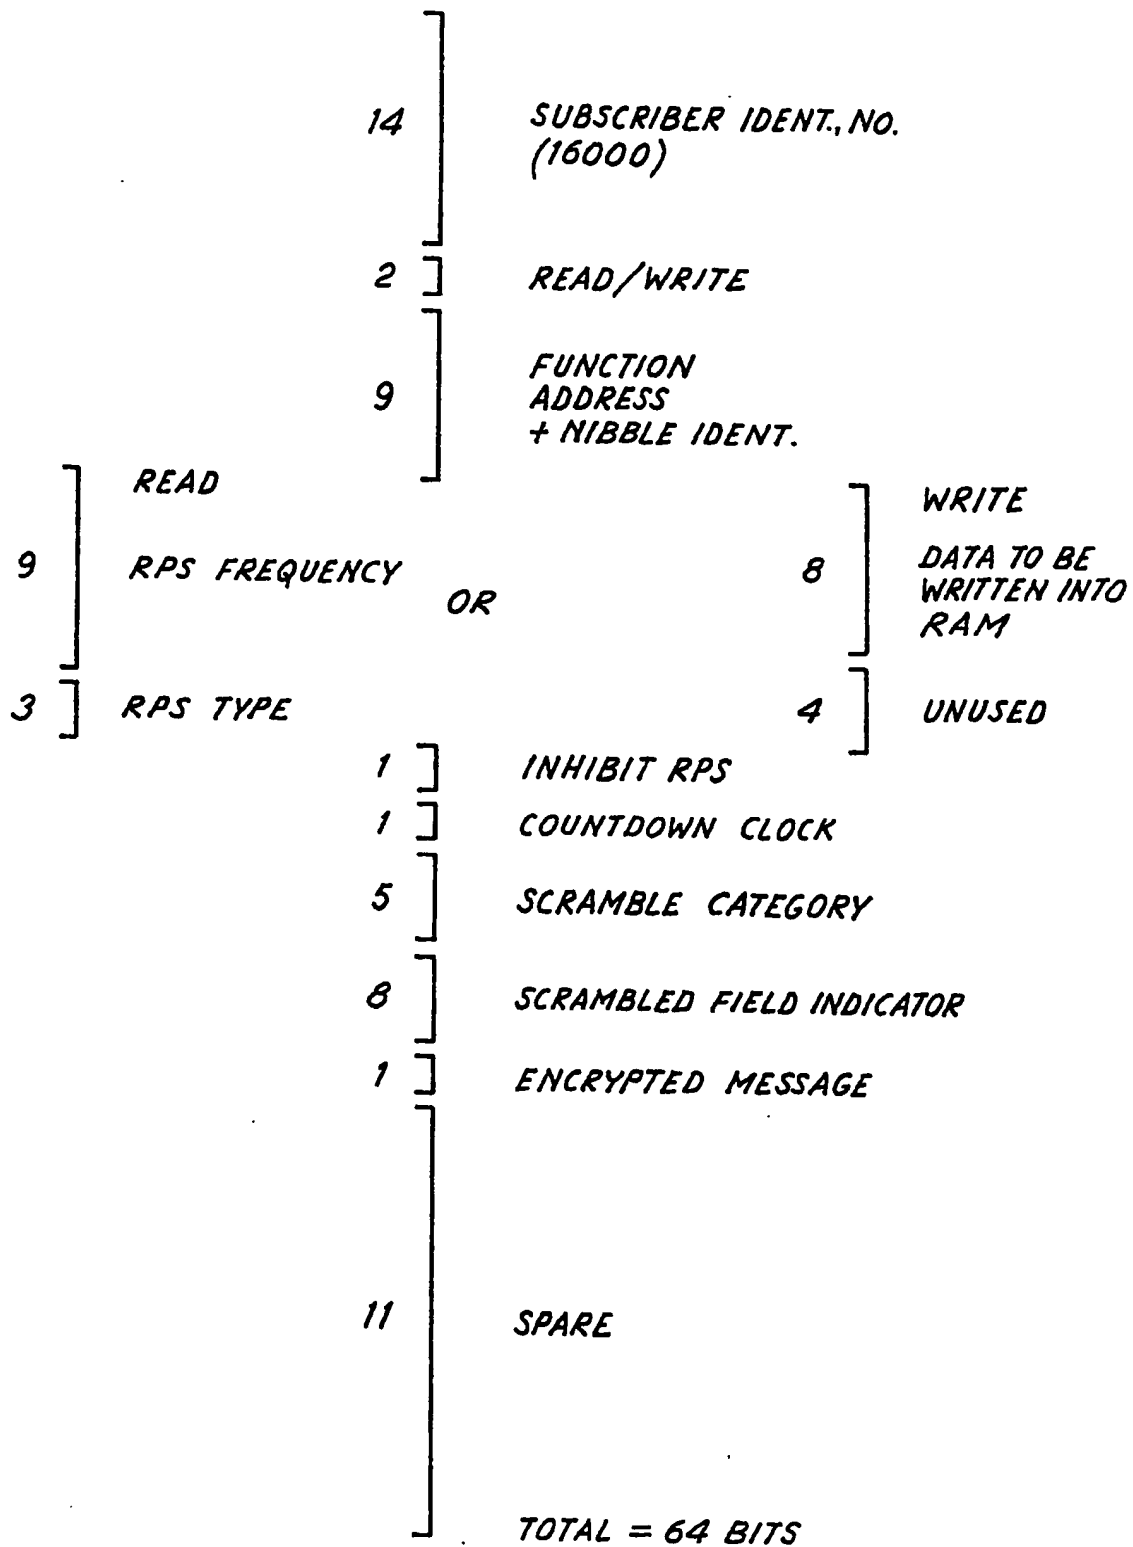 14 SUBSCRIBER IDENT., NO.
(16000)
2 READ/WRITE
FUNCTION
9 ADDRESS
+ NIBBLE IDENT.
READ
WRITE
9 RPS FREQUENCY
OR
8 DATA TO BE
WRITTEN INTO
RAM
3 RPS TYPE
4 UNUSED
1 INHIBIT RPS
1 COUNTDOWN CLOCK
5 SCRAMBLE CATEGORY
8 SCRAMBLED FIELD INDICATOR
1 ENCRYPTED MESSAGE
11 SPARE
TOTAL = 64 BITS